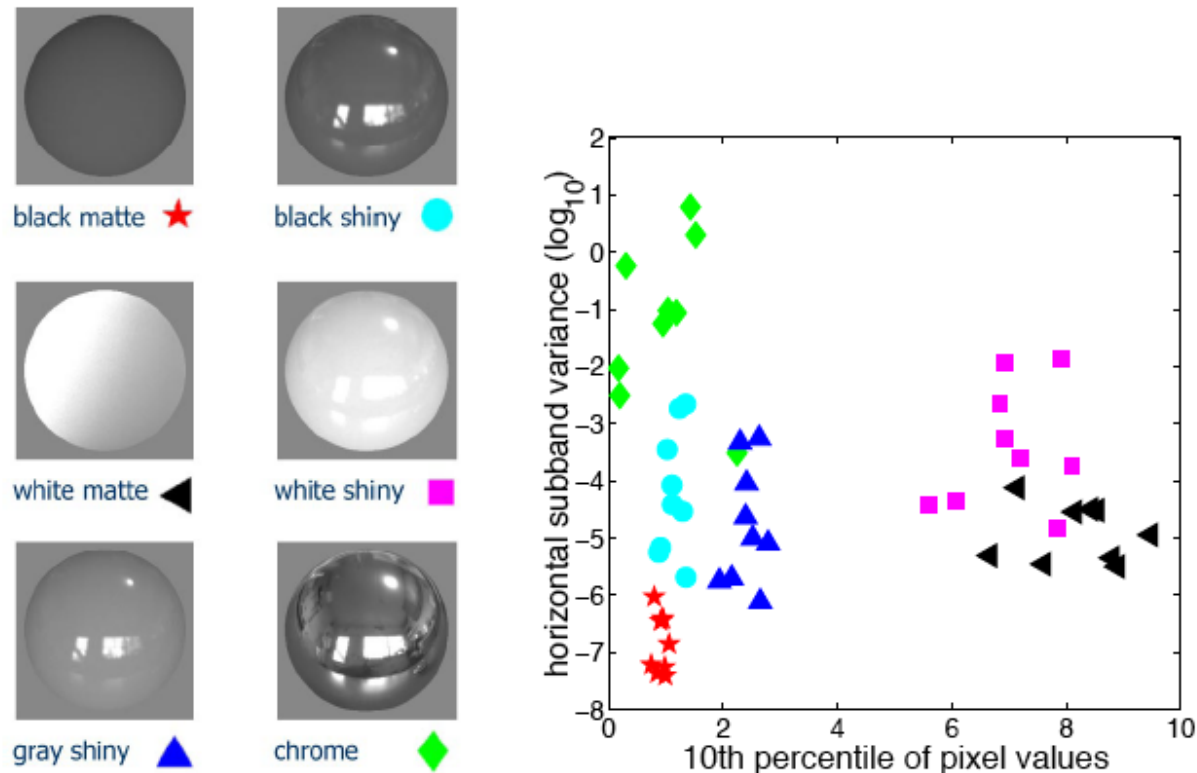 black matte
black shiny
white matte
white shiny
gray shiny
chrome
horizontal subband variance (log10)
2
1
0
−1
−2
−3
−4
−5
−6
−7
−8
0
2
4
6
8
10
10th percentile of pixel values